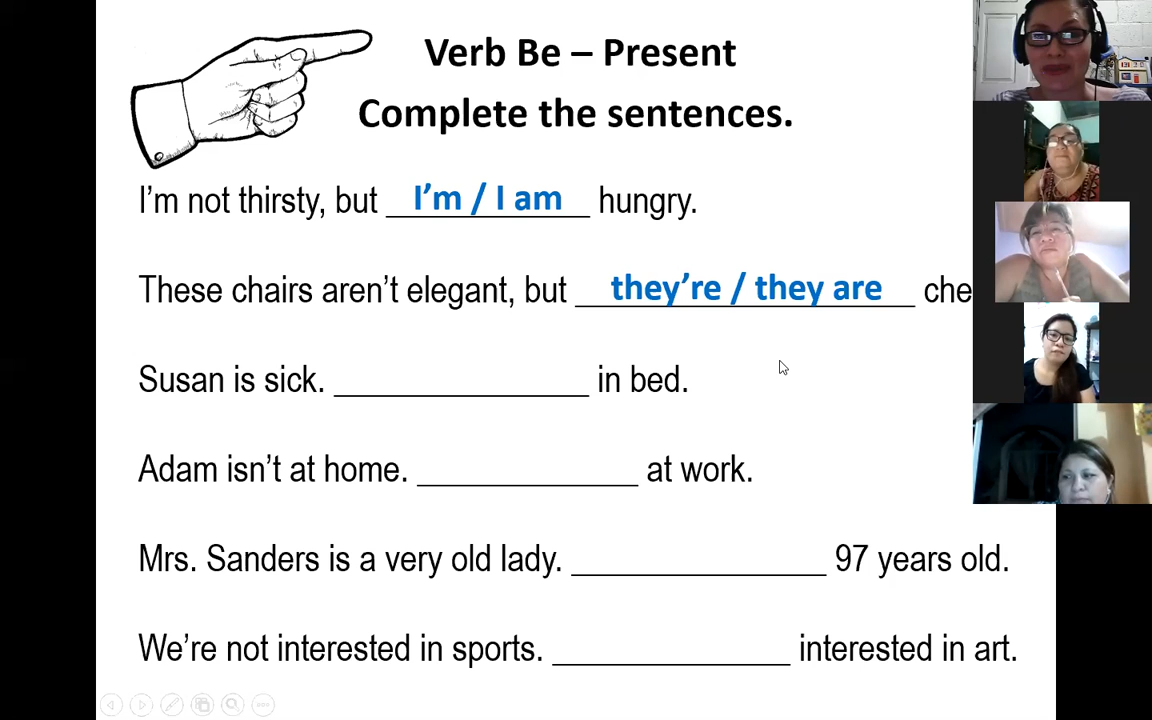 Verb Be – Present
Complete the sentences.
I’m not thirsty, but I’m / I am hungry.
These chairs aren’t elegant, but they’re / they are
Susan is sick. ______________ in bed.
Adam isn’t at home. ____________ at work.
Mrs. Sanders is a very old lady. ______________ 97 years old.
We’re not interested in sports. _____________ interested in art.